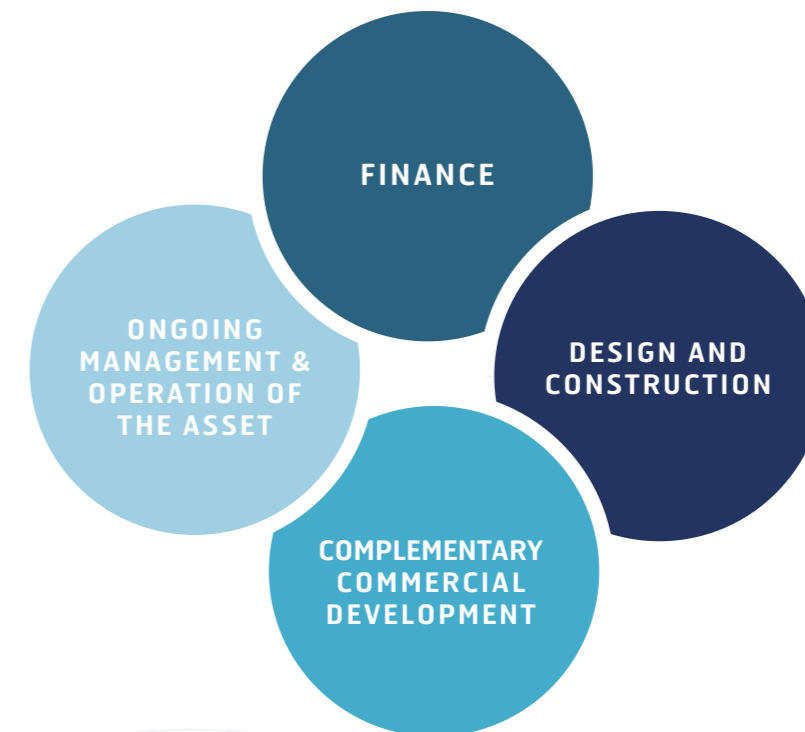 FINANCE
ONGOING
MANAGEMENT &
OPERATION OF
THE ASSET
DESIGN AND
CONSTRUCTION
COMPLEMENTARY
COMMERCIAL
DEVELOPMENT